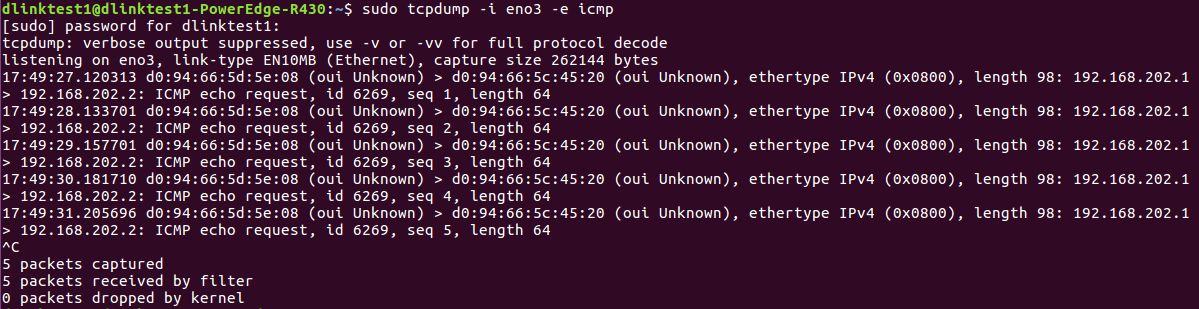 dlinktest1@dlinktest1-PowerEdge-R430:~$ sudo tcpdump -i eno3 -e icmp
[sudo] password for dlinktest1:
tcpdump: verbose output suppressed, use -v or -vv for full protocol decode
listening on eno3, link-type EN10MB (Ethernet), capture size 262144 bytes
17:49:27.120313 d0:94:66:5d:5e:08 (oui Unknown) > d0:94:66:5c:45:20 (oui Unknown), ethertype IPv4 (0x0800), length 98: 192.168.202.1
> 192.168.202.2: ICMP echo request, id 6269, seq 1, length 64
17:49:28.133701 d0:94:66:5d:5e:08 (oui Unknown) > d0:94:66:5c:45:20 (oui Unknown), ethertype IPv4 (0x0800), length 98: 192.168.202.1
> 192.168.202.2: ICMP echo request, id 6269, seq 2, length 64
17:49:29.157701 d0:94:66:5d:5e:08 (oui Unknown) > d0:94:66:5c:45:20 (oui Unknown), ethertype IPv4 (0x0800), length 98: 192.168.202.1
> 192.168.202.2: ICMP echo request, id 6269, seq 3, length 64
17:49:30.181710 d0:94:66:5d:5e:08 (oui Unknown) > d0:94:66:5c:45:20 (oui Unknown), ethertype IPv4 (0x0800), length 98: 192.168.202.1
> 192.168.202.2: ICMP echo request, id 6269, seq 4, length 64
17:49:31.205696 d0:94:66:5d:5e:08 (oui Unknown) > d0:94:66:5c:45:20 (oui Unknown), ethertype IPv4 (0x0800), length 98: 192.168.202.1
> 192.168.202.2: ICMP echo request, id 6269, seq 5, length 64
^C
5 packets captured
5 packets received by filter
0 packets dropped by kernel